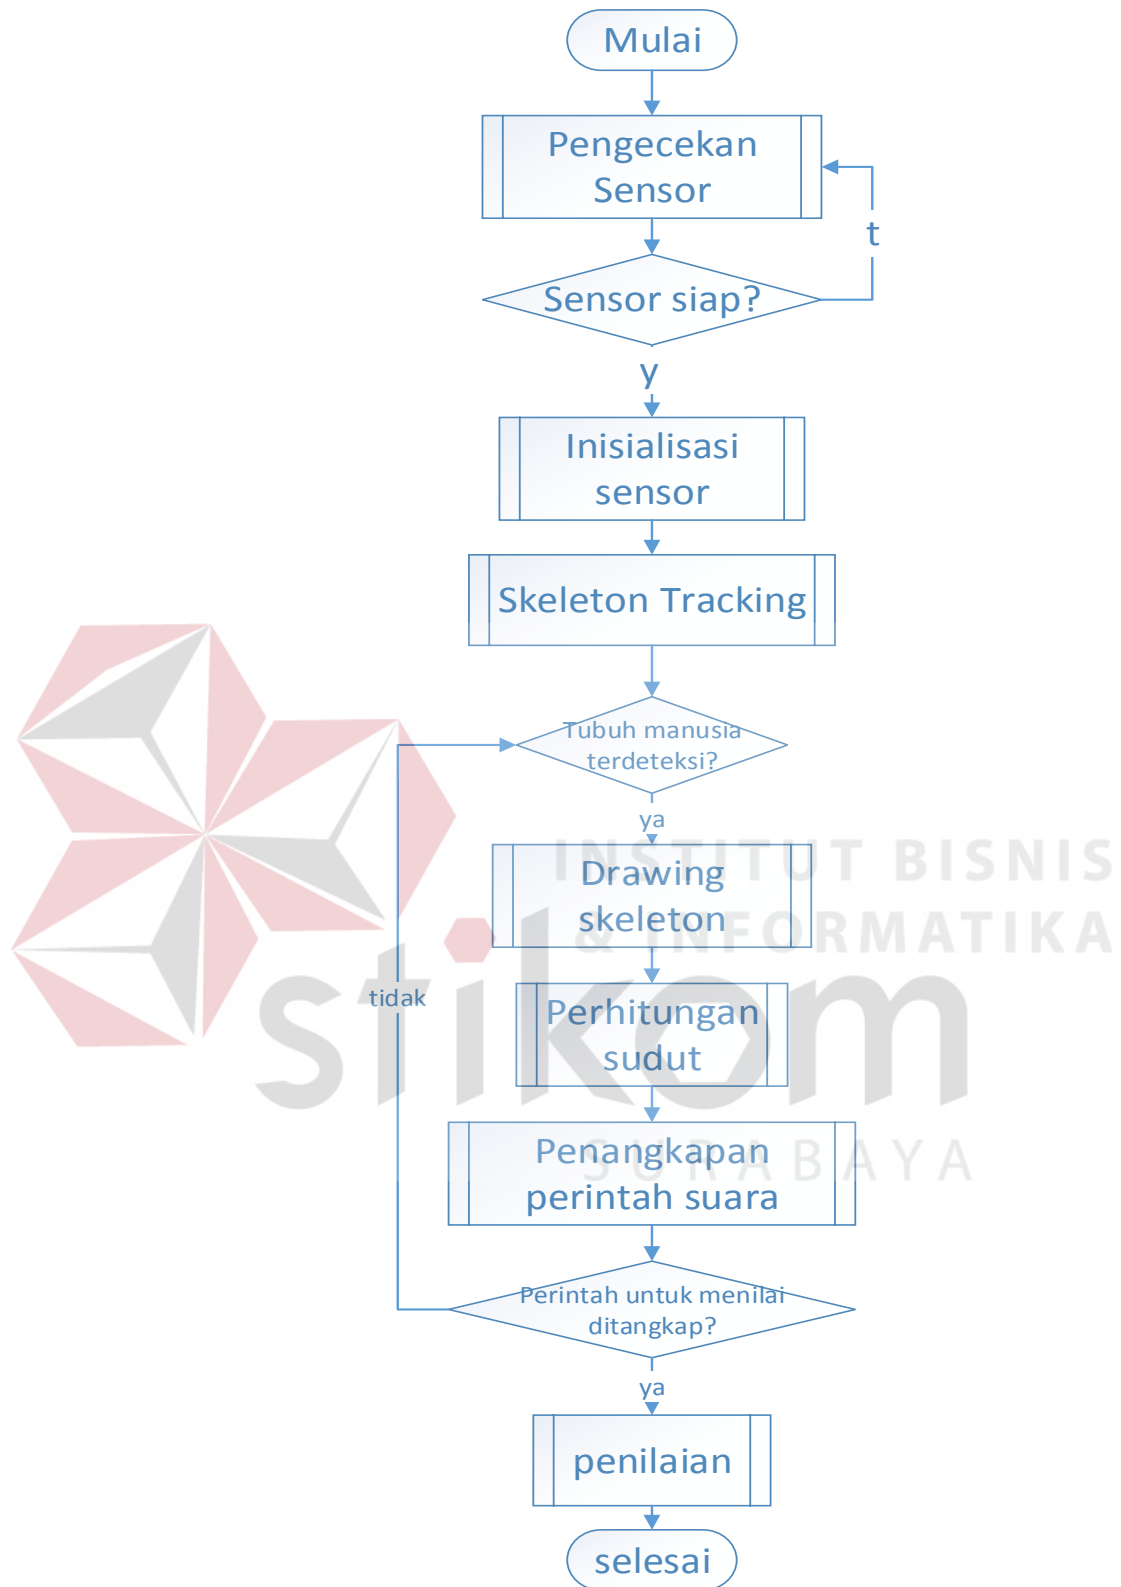 Mulai
Pengecekan
Sensor
t
Sensor siap?
y
Inisialisasi
sensor
Skeleton Tracking
Tubuh manusia
terdeteksi?
ya
INSTITUT BISNIS
Drawing
skeleton
& INFORMATIKA
stikom
tidak
Perhitungan
sudut
SURABAYA
Penangkapan
perintah suara
Perintah untuk menilai
ditangkap?
ya
penilaian
selesai